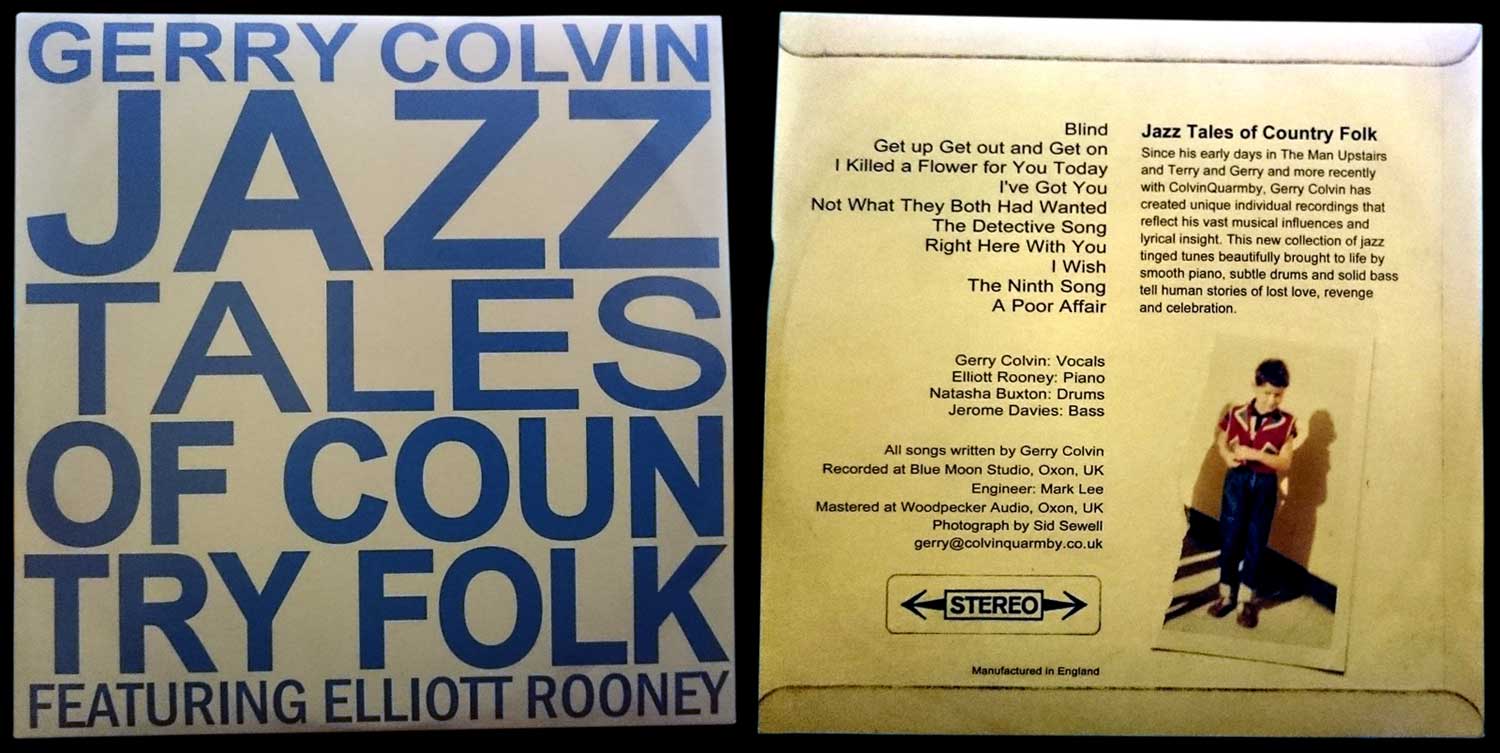 GERRY COLVIN
JAZZ
TALES
OF COUN
TRY FOLK
FEATURING ELLIOTT ROONEY
Blind
Get up Get out and Get on
I Killed a Flower for You Today
I've Got You
Not What They Both Had Wanted
The Detective Song
Right Here With You
I Wish
The Ninth Song
A Poor Affair
Gerry Colvin: Vocals
Elliott Rooney: Piano
Natasha Buxton: Drums
Jerome Davies: Bass
All songs written by Gerry Colvin
Recorded at Blue Moon Studio, Oxon, UK
Engineer: Mark Lee
Mastered at Woodpecker Audio, Oxon, UK
Photograph by Sid Sewell
gerry@colvinquarmby.co.uk
STEREO
Manufactured in England
Jazz Tales of Country Folk
Since his early days in The Man Upstairs
and Terry and Gerry and more recently
with ColvinQuarmby, Gerry Colvin has
created unique individual recordings that
reflect his vast musical influences and
lyrical insight. This new collection of jazz
tinged tunes beautifully brought to life by
smooth piano, subtle drums and solid bass
tell human stories of lost love, revenge
and celebration.